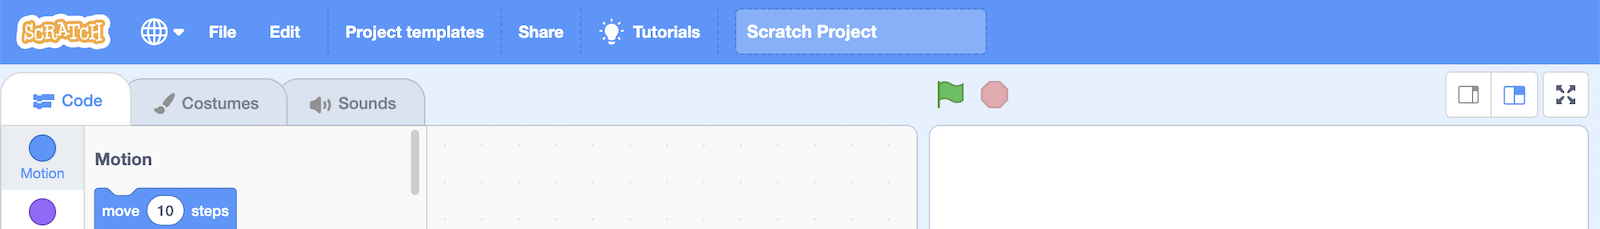 SCRATCH File Edit Project templates Share Tutorials Scratch Project
Code Costumes Sounds
Motion
Motion
move 10 steps